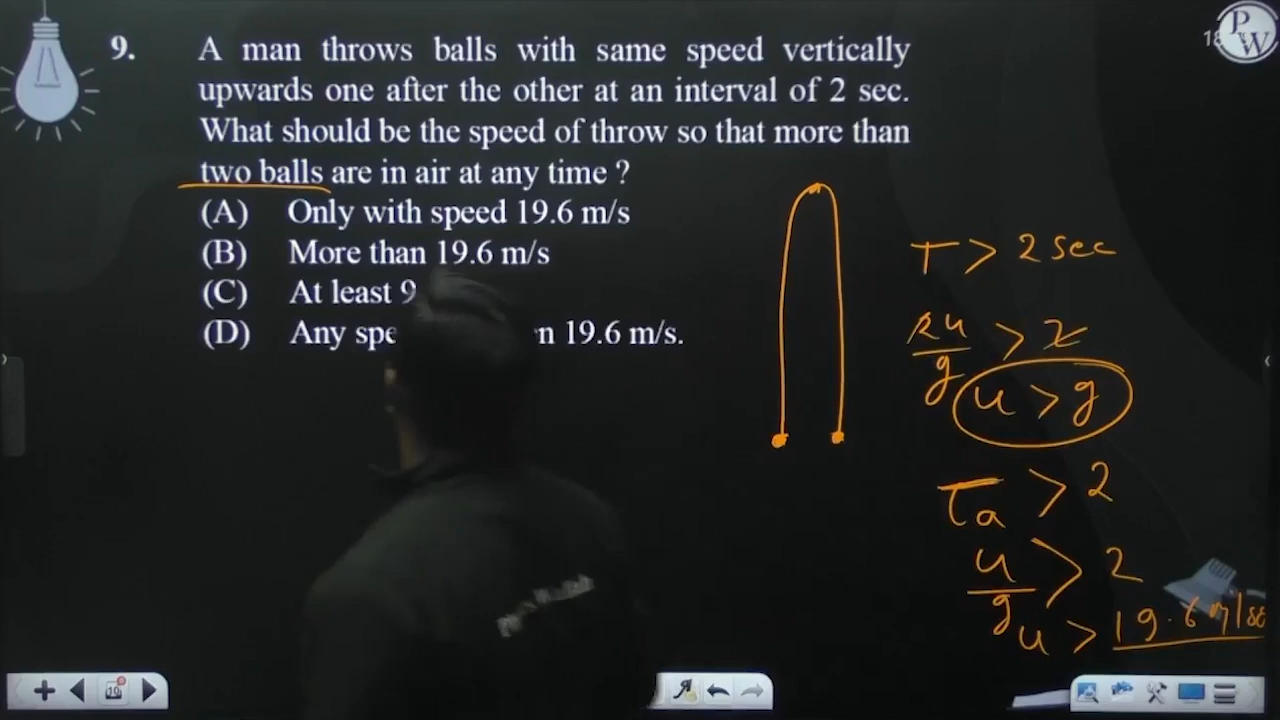 9. A man throws balls with same speed vertically
upwards one after the other at an interval of 2 sec.
What should be the speed of throw so that more than
two balls are in air at any time ?
(A) Only with speed 19.6 m/s
(B) More than 19.6 m/s
(C) At least 9
(D) Any spe n 19.6 m/s.
T > 2 sec
2u/g > 2
u > g
Ta > 2
u/g > 2
u > 19.6 m/sec
PW
18
19